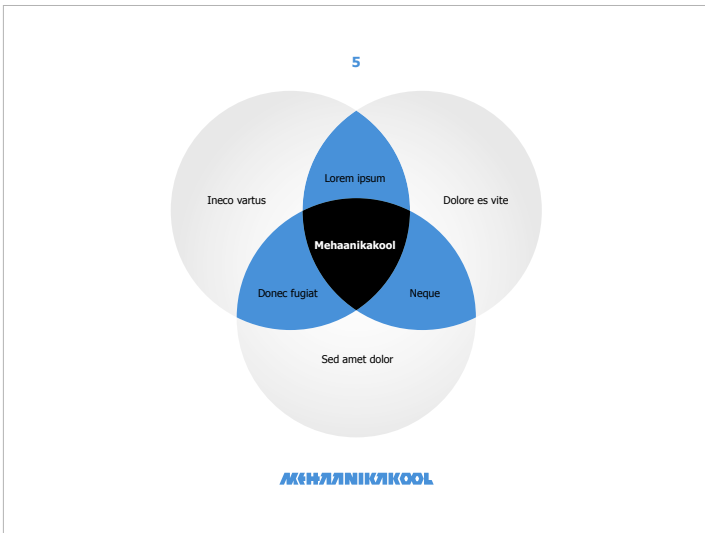 5
Lorem ipsum
Ineco vartus
Dolore es vite
Mehaanikakool
Donec fugiat
Neque
Sed amet dolor
MEHAANIKAKOOL